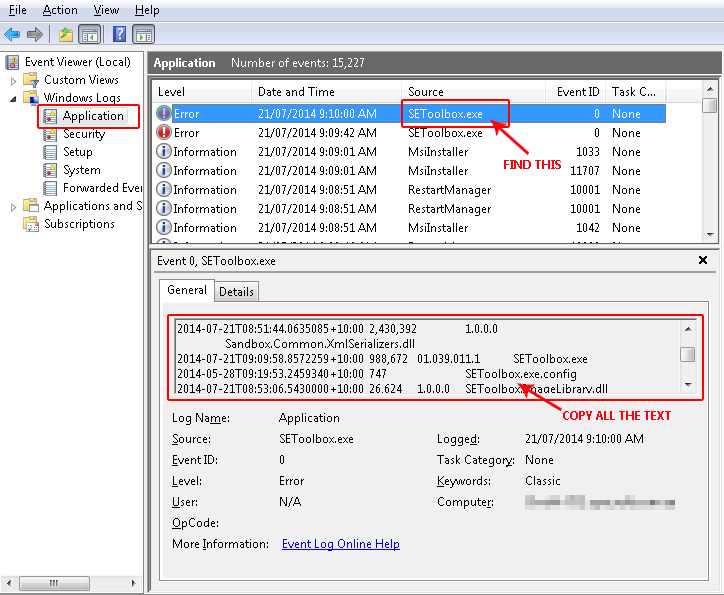 File Action View Help
Event Viewer (Local)
Custom Views
Windows Logs
Application
Security
Setup
System
Forwarded Eve
Applications and S
Subscriptions
Application Number of events: 15,227
Level Date and Time Source Event ID Task C...
Error 21/07/2014 9:10:00 AM SEToolbox.exe 0 None
Error 21/07/2014 9:09:42 AM SEToolbox.exe 0 None
Information 21/07/2014 9:09:01 AM MsiInstaller 1033 None
Information 21/07/2014 9:09:01 AM MsiInstaller 11707 None
Information 21/07/2014 9:08:51 AM RestartManager 10001 None
Information 21/07/2014 9:08:51 AM RestartManager 10001 None
Information 21/07/2014 9:08:51 AM MsiInstaller 1042 None
FIND THIS
Event 0, SEToolbox.exe
General Details
2014-07-21T08:51:44.0635085+10:00 2,430,392 1.0.0.0
Sandbox.Common.XmlSerializers.dll
2014-07-21T09:09:58.8572259+10:00 988,672 01.039.011.1 SEToolbox.exe
2014-05-28T09:19:53.2459340+10:00 747 SEToolbox.exe.config
2014-07-21T08:53:06.5430000+10:00 26,624 1.0.0.0 SEToolbox.ImageLibrary.dll
COPY ALL THE TEXT
Log Name: Application
Source: SEToolbox.exe Logged: 21/07/2014 9:10:00 AM
Event ID: 0 Task Category: None
Level: Error Keywords: Classic
User: N/A Computer:
OpCode:
More Information: Event Log Online Help